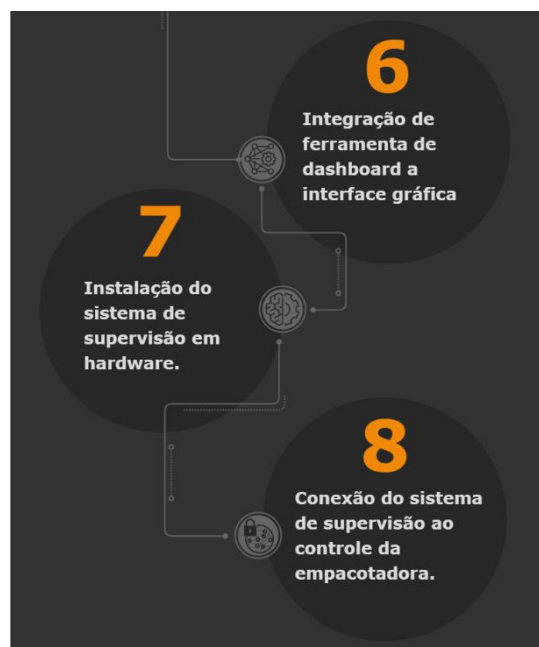 6
Integração de
ferramenta de
dashboard a
interface gráfica
7
Instalação do
sistema de
supervisão em
hardware.
8
Conexão do sistema
de supervisão ao
controle da
empacotadora.